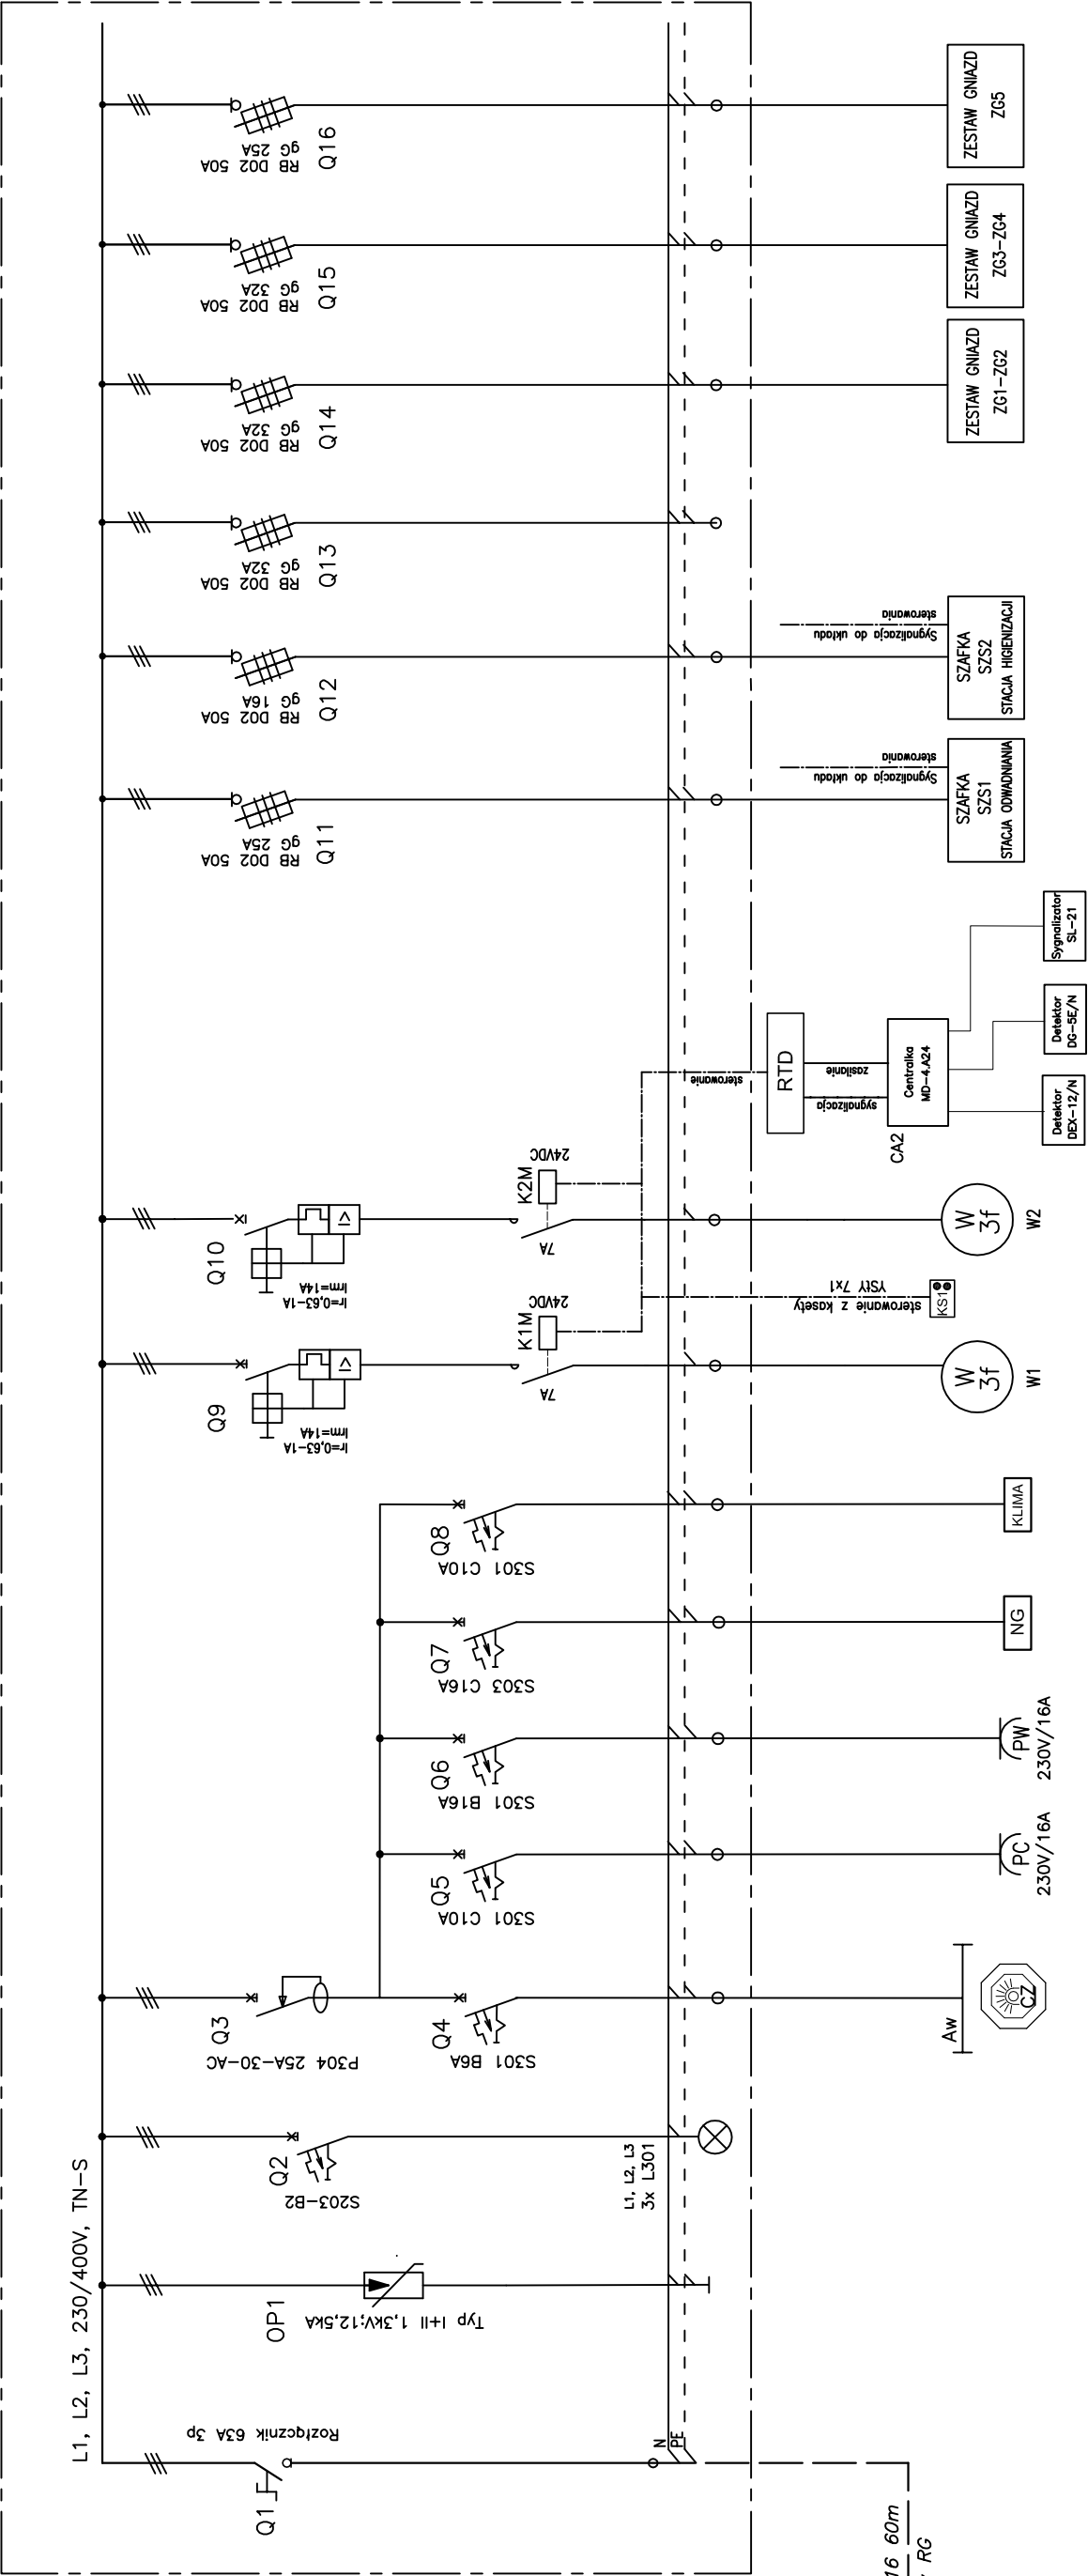 L1, L2, L3, 230/400V, TN-S
Q1
Rozłącznik 63A 3p
N
PE
16 60m
RG
OP1
Typ I+II 1,3kV;12,5kA
Q2
S203-B2
L1, L2, L3
3x L301
Q3
P304 25A-30-AC
Q4
S301 B6A
Aw
CZ
Q5
S301 C10A
PC
230V/16A
Q6
S301 B16A
PW
230V/16A
Q7
S303 C16A
NG
Q8
S301 C10A
KLIMA
Q9
Ir=0,63-1A
Irm=14A
K1M
24VDC
7A
W
3f
W1
sterowanie z kasety
YStY 7x1
KS1
Q10
Ir=0,63-1A
Irm=14A
K2M
24VDC
7A
W
3f
W2
sterowanie
RTD
sygnalizacja
zasilanie
CA2
Centralka
MD-4.A24
Detektor
DEX-12/N
Detektor
DG-5E/N
Sygnalizator
SL-21
Q11
RB D02 50A
gG 25A
Sygnalizacja do układu
sterowania
SZAFKA
SZS1
STACJA ODWADNIANIA
Q12
RB D02 50A
gG 16A
Sygnalizacja do układu
sterowania
SZAFKA
SZS2
STACJA HIGIENIZACJI
Q13
RB D02 50A
gG 32A
Q14
RB D02 50A
gG 32A
ZESTAW GNIAZD
ZG1-ZG2
Q15
RB D02 50A
gG 32A
ZESTAW GNIAZD
ZG3-ZG4
Q16
RB D02 50A
gG 25A
ZESTAW GNIAZD
ZG5